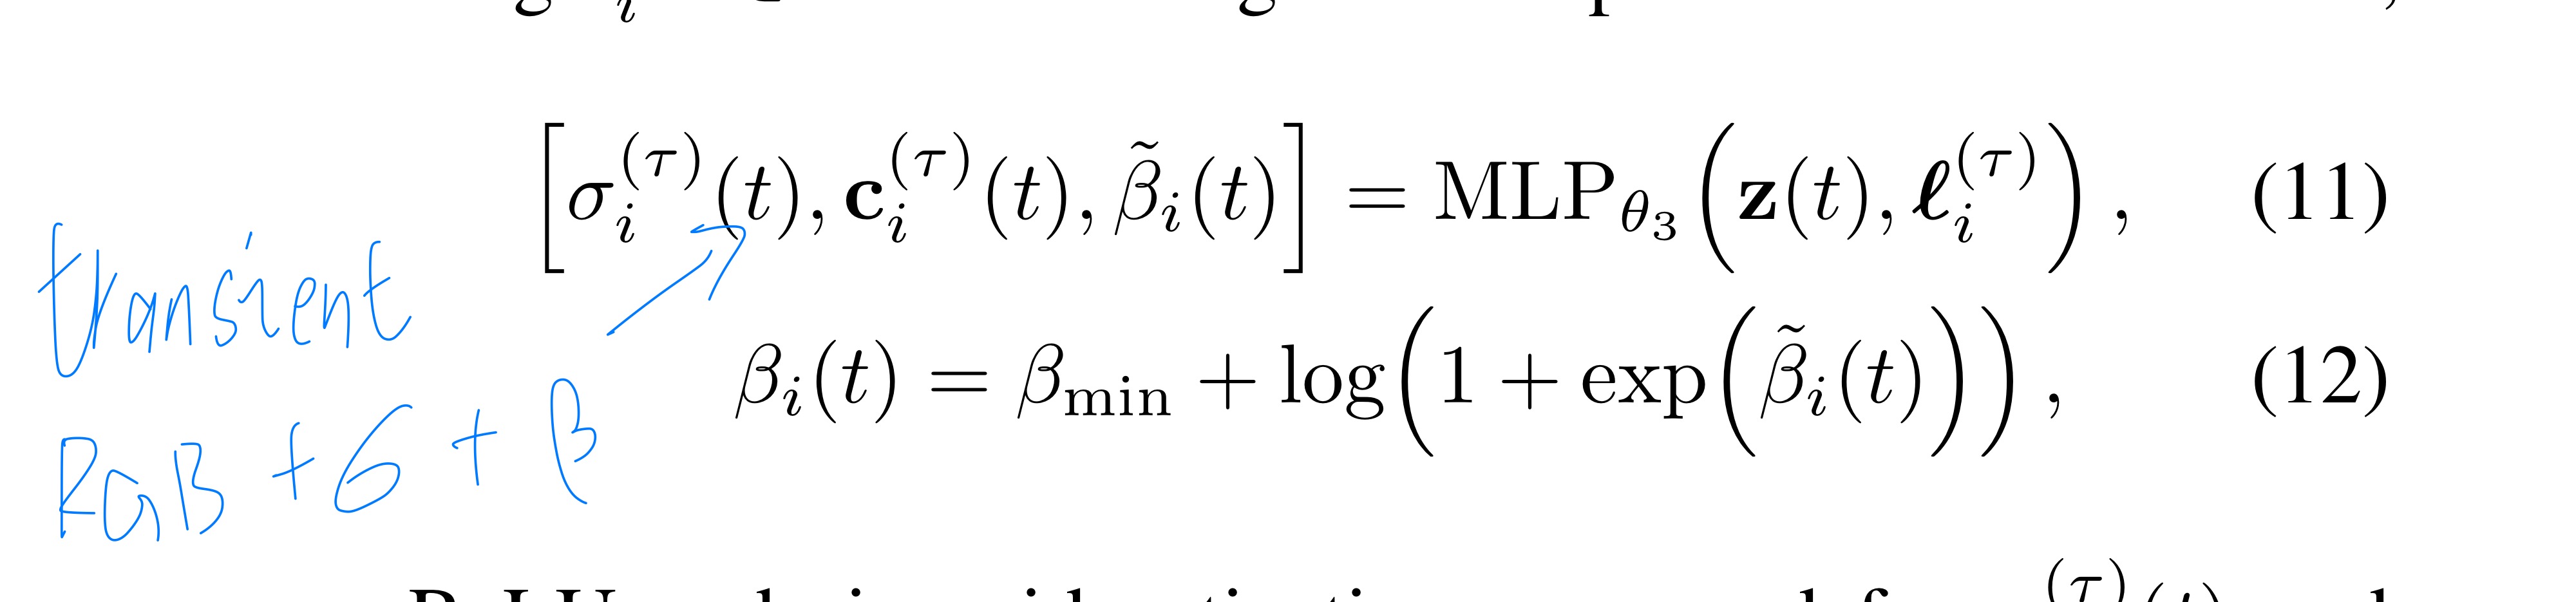 [σ_i^(τ)(t), c_i^(τ)(t), β̃_i(t)] = MLP_θ₃(z(t), ℓ_i^(τ)), (11)
transient
β_i(t) = β_min + log(1 + exp(β̃_i(t))), (12)
RGB + σ + β